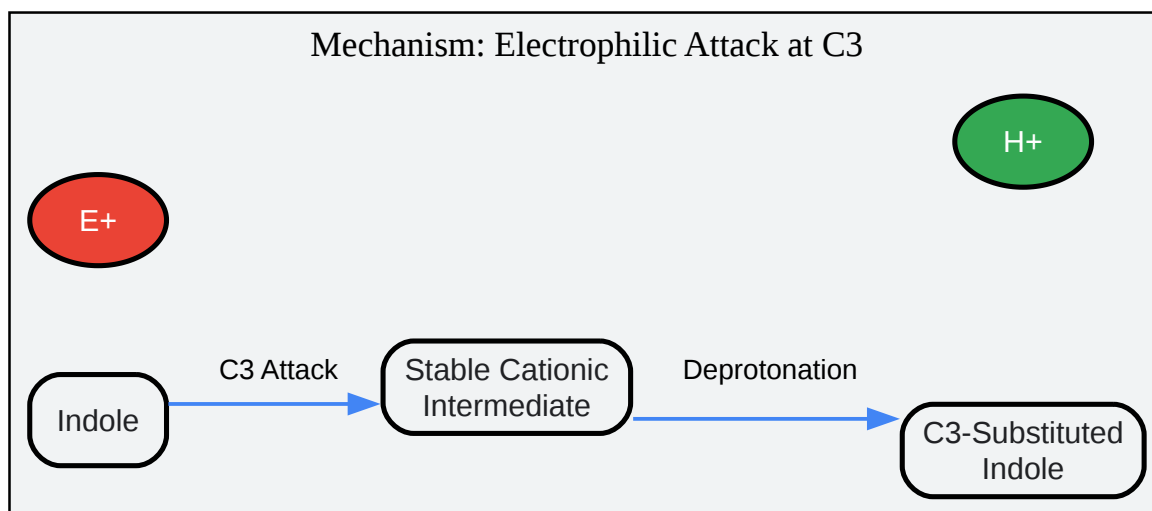 Mechanism: Electrophilic Attack at C3
H+
E+
C3 Attack
Stable Cationic
Intermediate
Deprotonation
Indole
C3-Substituted
Indole